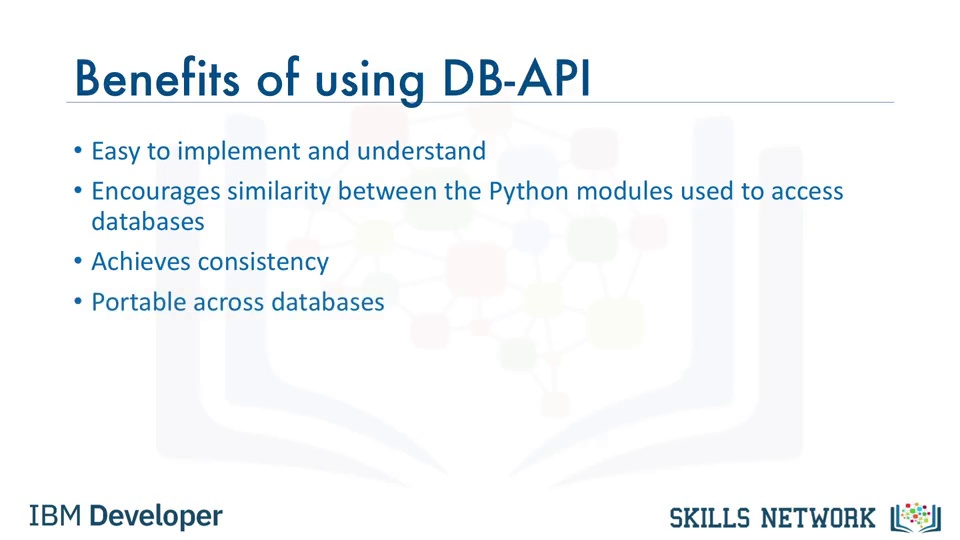 Benefits of using DB-API
• Easy to implement and understand
• Encourages similarity between the Python modules used to access
databases
• Achieves consistency
• Portable across databases
IBM Developer
SKILLS NETWORK